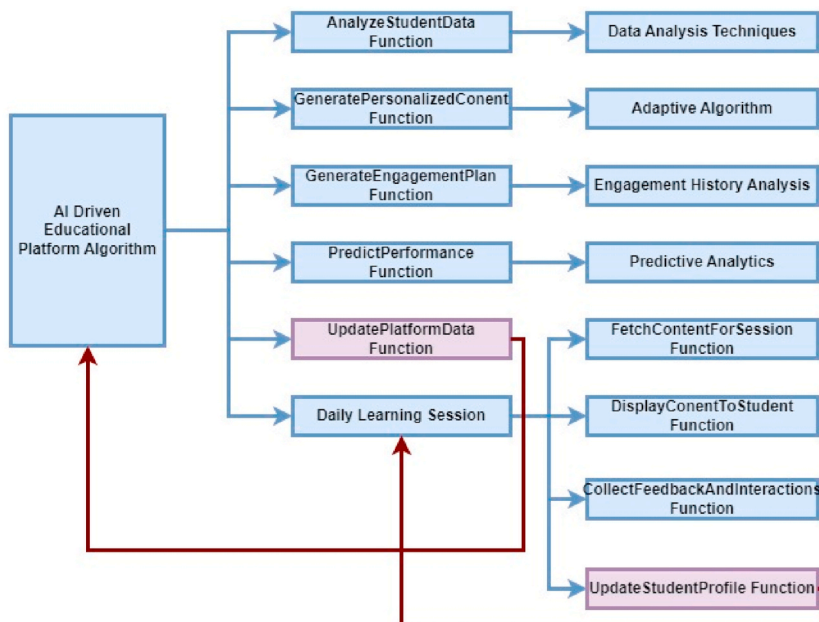 AI Driven
Educational
Platform Algorithm
AnalyzeStudentData
Function
Data Analysis Techniques
GeneratePersonalizedConent
Function
Adaptive Algorithm
GenerateEngagementPlan
Function
Engagement History Analysis
PredictPerformance
Function
Predictive Analytics
UpdatePlatformData
Function
FetchContentForSession
Function
Daily Learning Session
DisplayConentToStudent
Function
CollectFeedbackAndInteractions
Function
UpdateStudentProfile Function